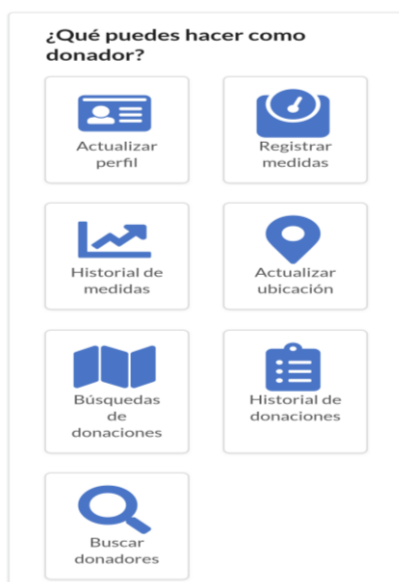 ¿Qué puedes hacer como
donador?
Actualizar
perfil
Registrar
medidas
Historial de
medidas
Actualizar
ubicación
Búsquedas
de
donaciones
Historial de
donaciones
Buscar
donadores